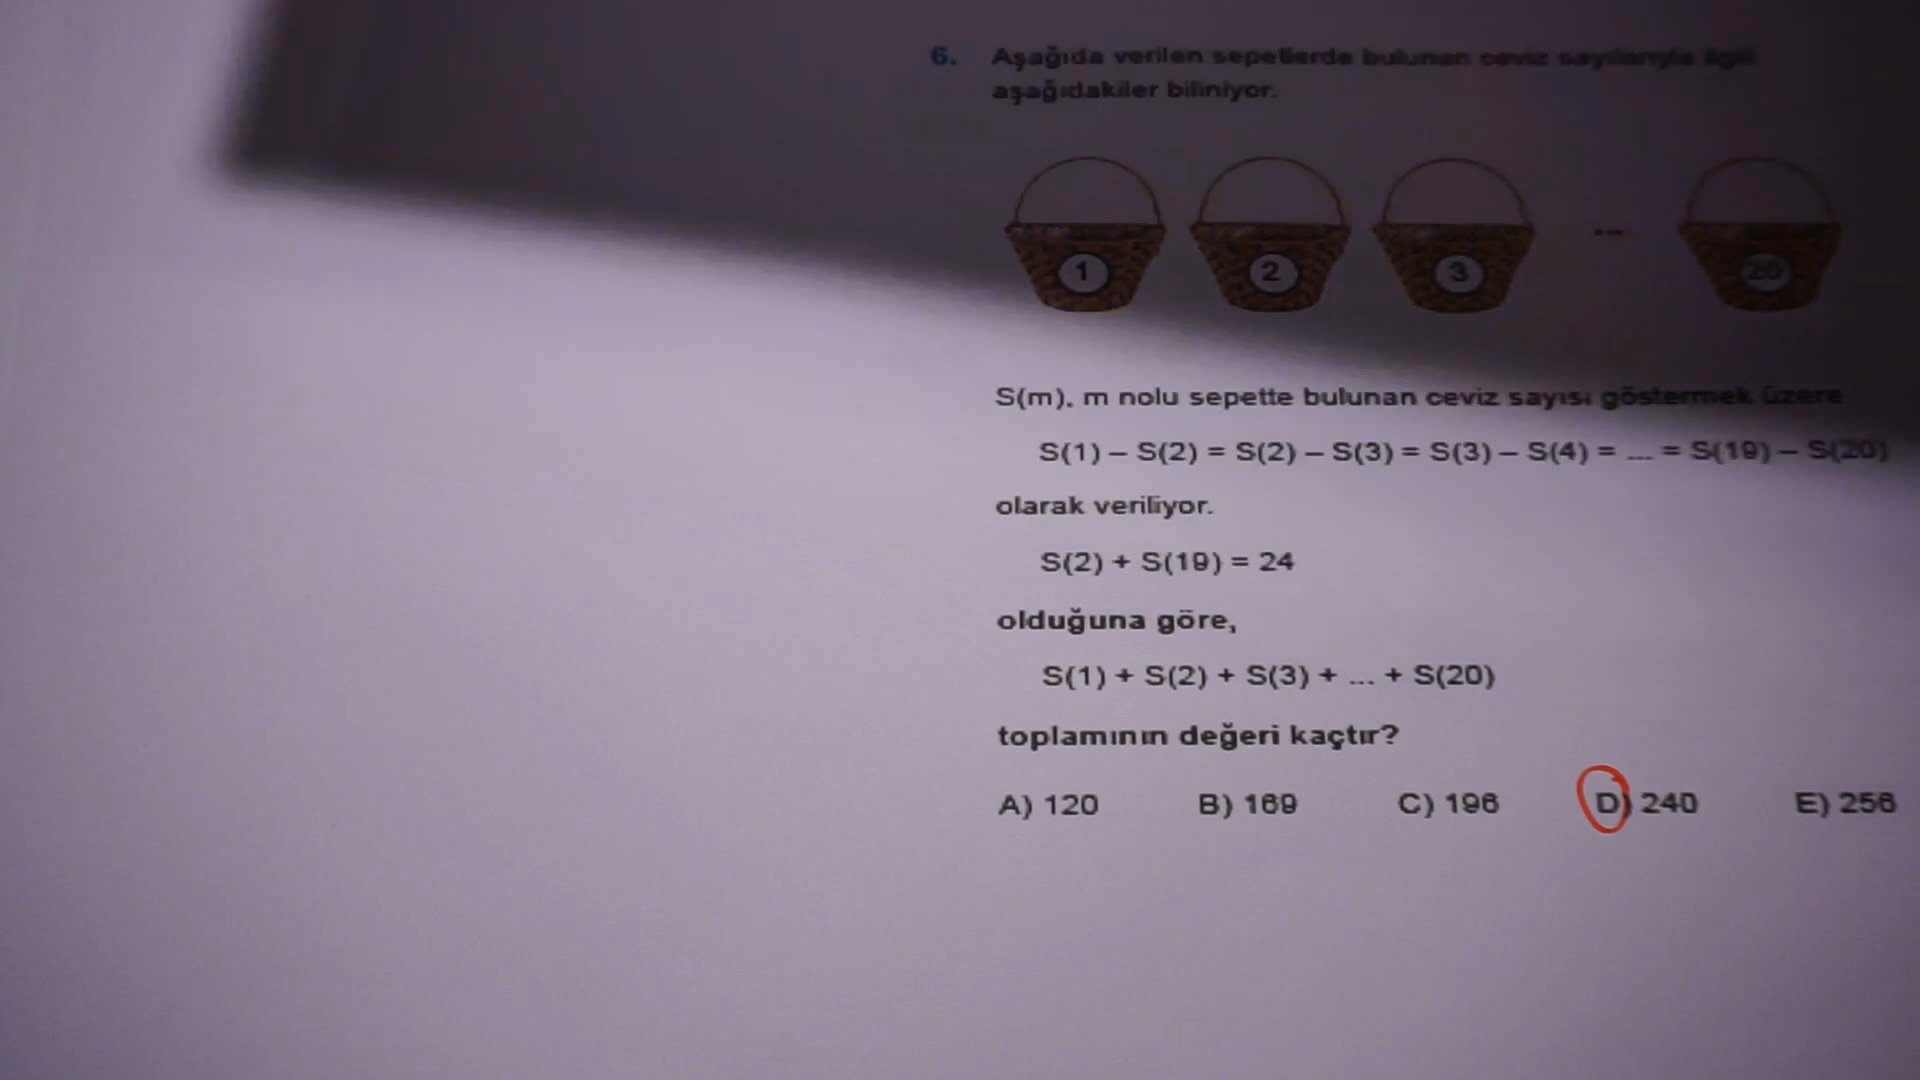 6. Aşağıda verilen sepetlerde bulunan ceviz sayılarıyla ilgili
aşağıdakiler biliniyor.
1 2 3 ... 20
S(m), m nolu sepette bulunan ceviz sayısı göstermek üzere
S(1) – S(2) = S(2) – S(3) = S(3) – S(4) = ... = S(19) – S(20)
olarak veriliyor.
S(2) + S(19) = 24
olduğuna göre,
S(1) + S(2) + S(3) + ... + S(20)
toplamının değeri kaçtır?
A) 120 B) 169 C) 196 D) 240 E) 256